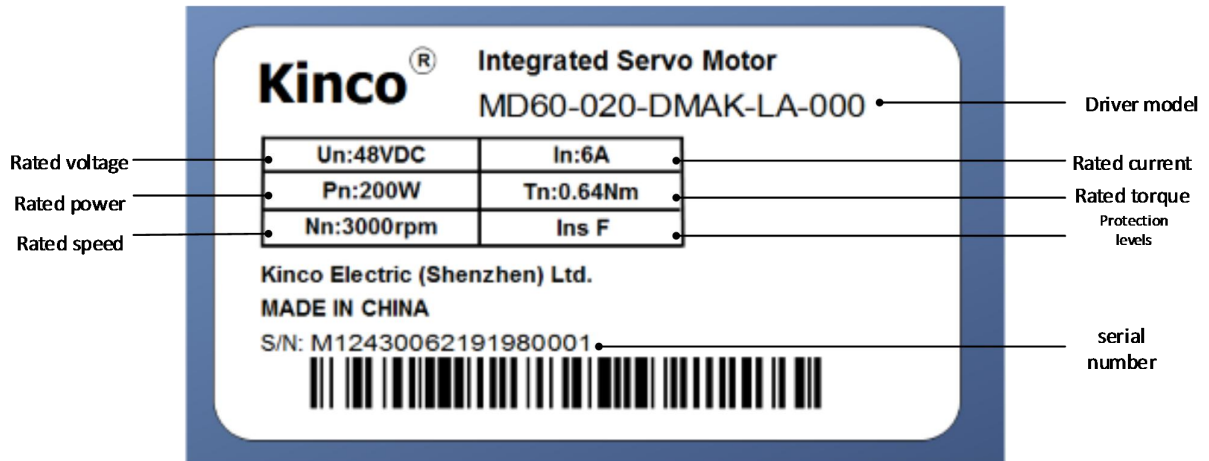 Kinco®
Integrated Servo Motor
MD60-020-DMAK-LA-000
Driver model
Rated voltage
Un:48VDC
In:6A
Rated current
Rated power
Pn:200W
Tn:0.64Nm
Rated torque
Rated speed
Nn:3000rpm
Ins F
Protection
levels
Kinco Electric (Shenzhen) Ltd.
MADE IN CHINA
S/N: M12430062191980001
serial
number